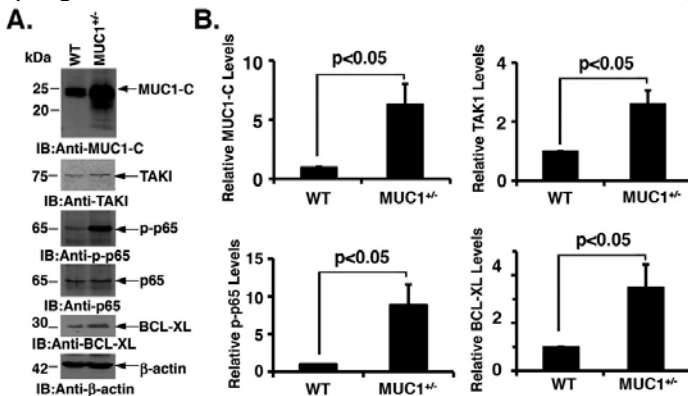 A.
WT
MUC1+/-
kDa
25
20
MUC1-C
IB:Anti-MUC1-C
75
TAKI
IB:Anti-TAKI
65
p-p65
IB:Anti-p-p65
65
p65
IB:Anti-p65
30
BCL-XL
IB:Anti-BCL-XL
42
β-actin
IB:Anti-β-actin
B.
Relative MUC1-C Levels
10
5
0
p<0.05
WT
MUC1+/-
Relative TAK1 Levels
4
2
0
p<0.05
WT
MUC1+/-
Relative p-p65 Levels
15
10
5
0
p<0.05
WT
MUC1+/-
Relative BCL-XL Levels
4
2
0
p<0.05
WT
MUC1+/-